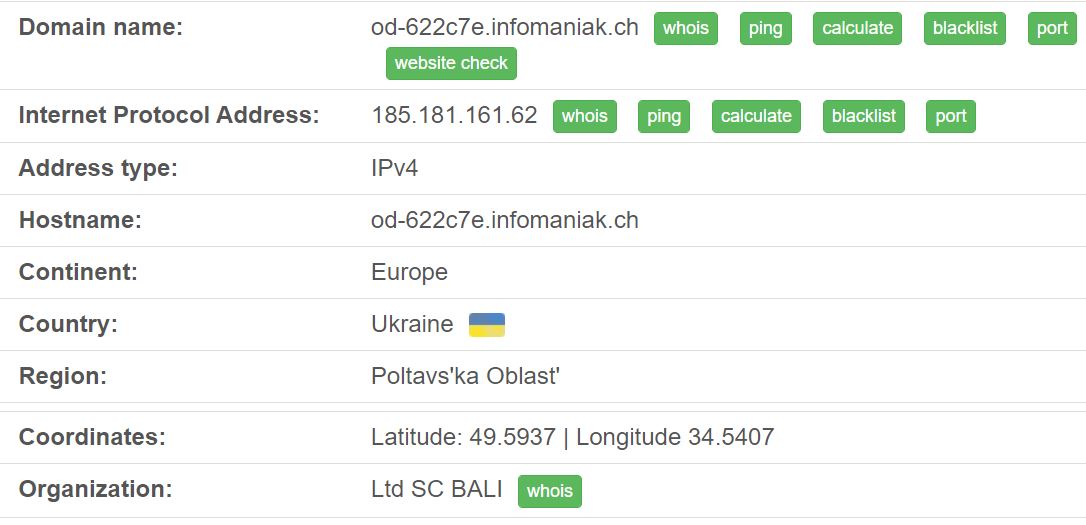 Domain name: od-622c7e.infomaniak.ch whois ping calculate blacklist port
website check
Internet Protocol Address: 185.181.161.62 whois ping calculate blacklist port
Address type: IPv4
Hostname: od-622c7e.infomaniak.ch
Continent: Europe
Country: Ukraine
Region: Poltavs'ka Oblast'
Coordinates: Latitude: 49.5937 | Longitude 34.5407
Organization: Ltd SC BALI whois